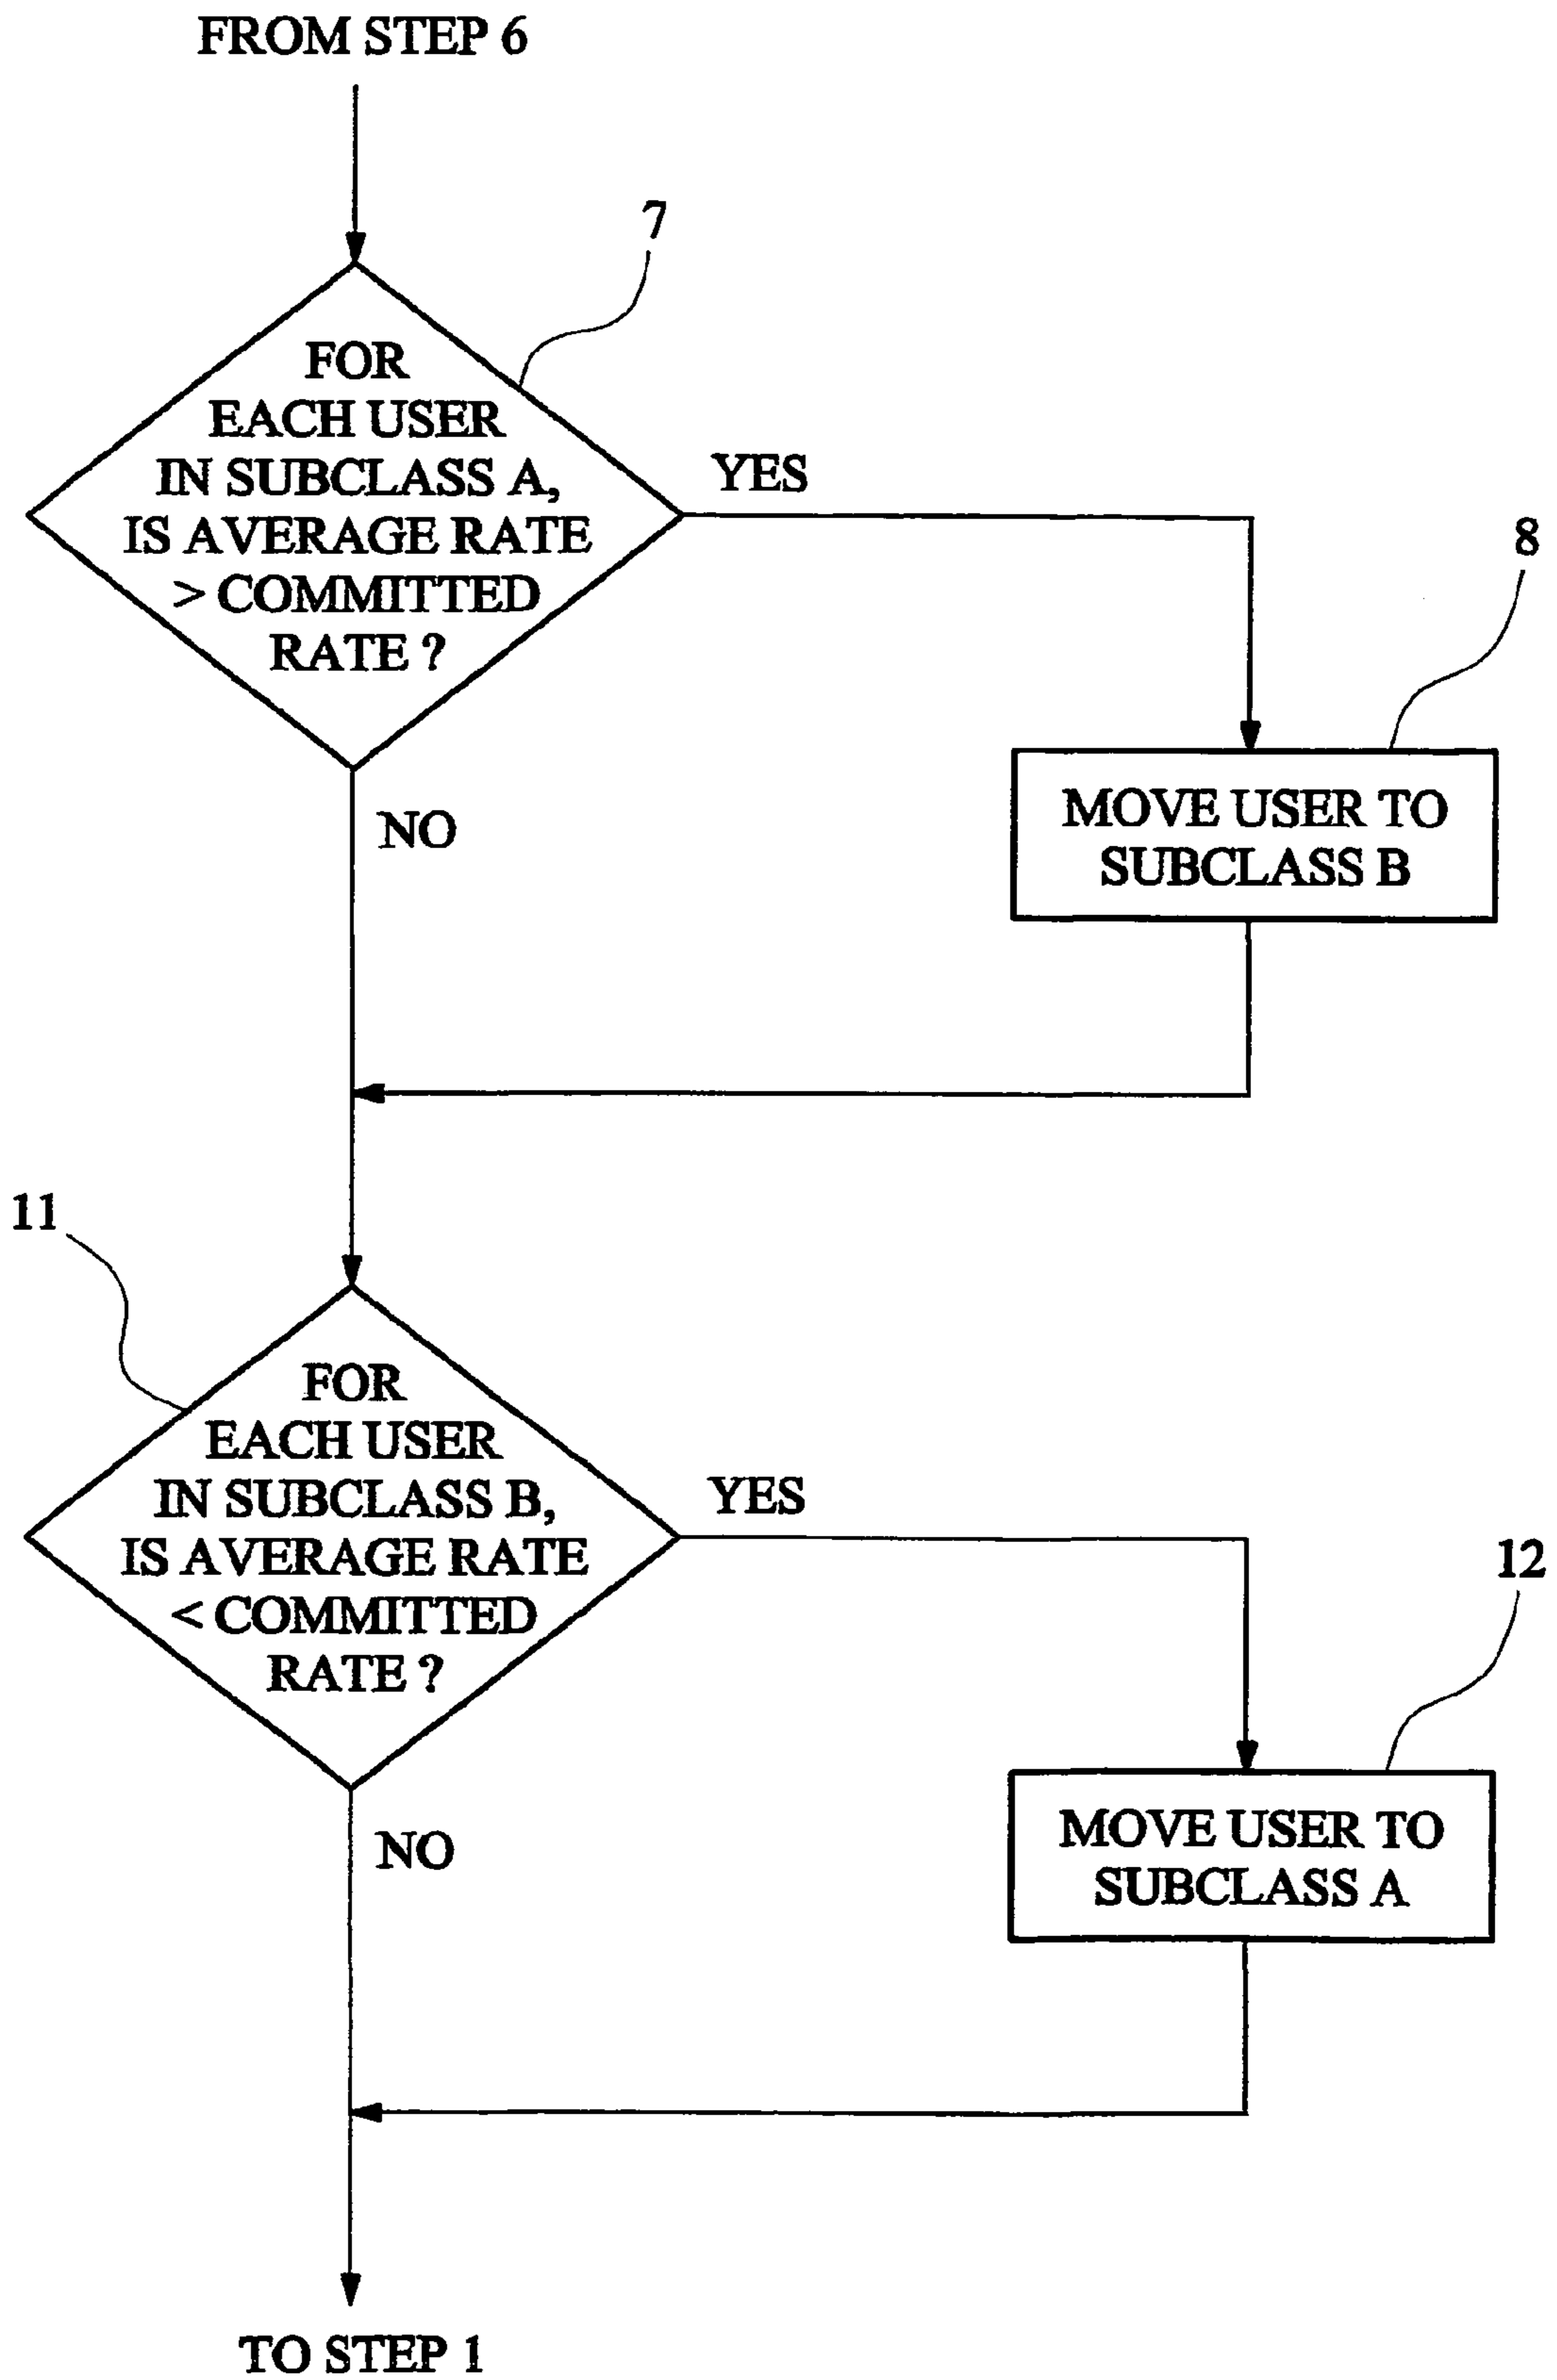 FROM STEP 6
7
FOR
EACH USER
IN SUBCLASS A,
IS AVERAGE RATE
> COMMITTED
RATE ?
YES
8
MOVE USER TO
SUBCLASS B
NO
11
FOR
EACH USER
IN SUBCLASS B,
IS AVERAGE RATE
< COMMITTED
RATE ?
YES
12
MOVE USER TO
SUBCLASS A
NO
TO STEP 1